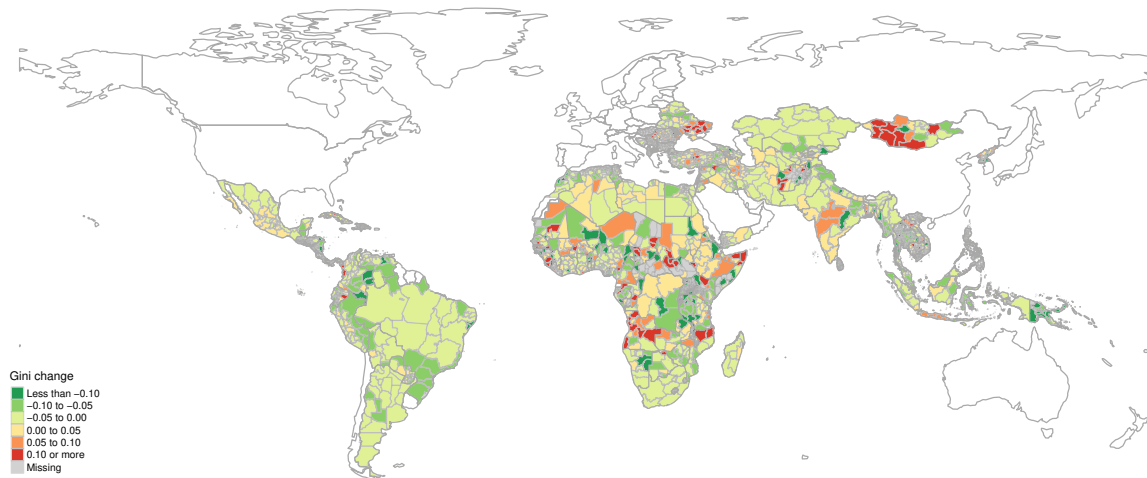 Gini change
Less than −0.10
−0.10 to −0.05
−0.05 to 0.00
0.00 to 0.05
0.05 to 0.10
0.10 or more
Missing